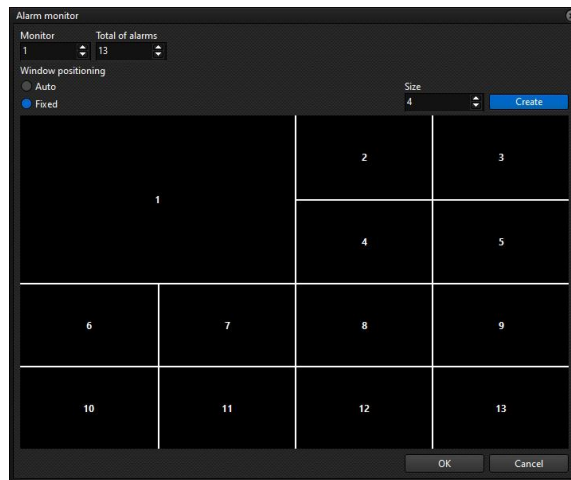 Alarm monitor
Monitor Total of alarms
1 13
Window positioning
Auto
Size
Fixed 4 Create
1 2 3
4 5
6 7 8 9
10 11 12 13
OK Cancel